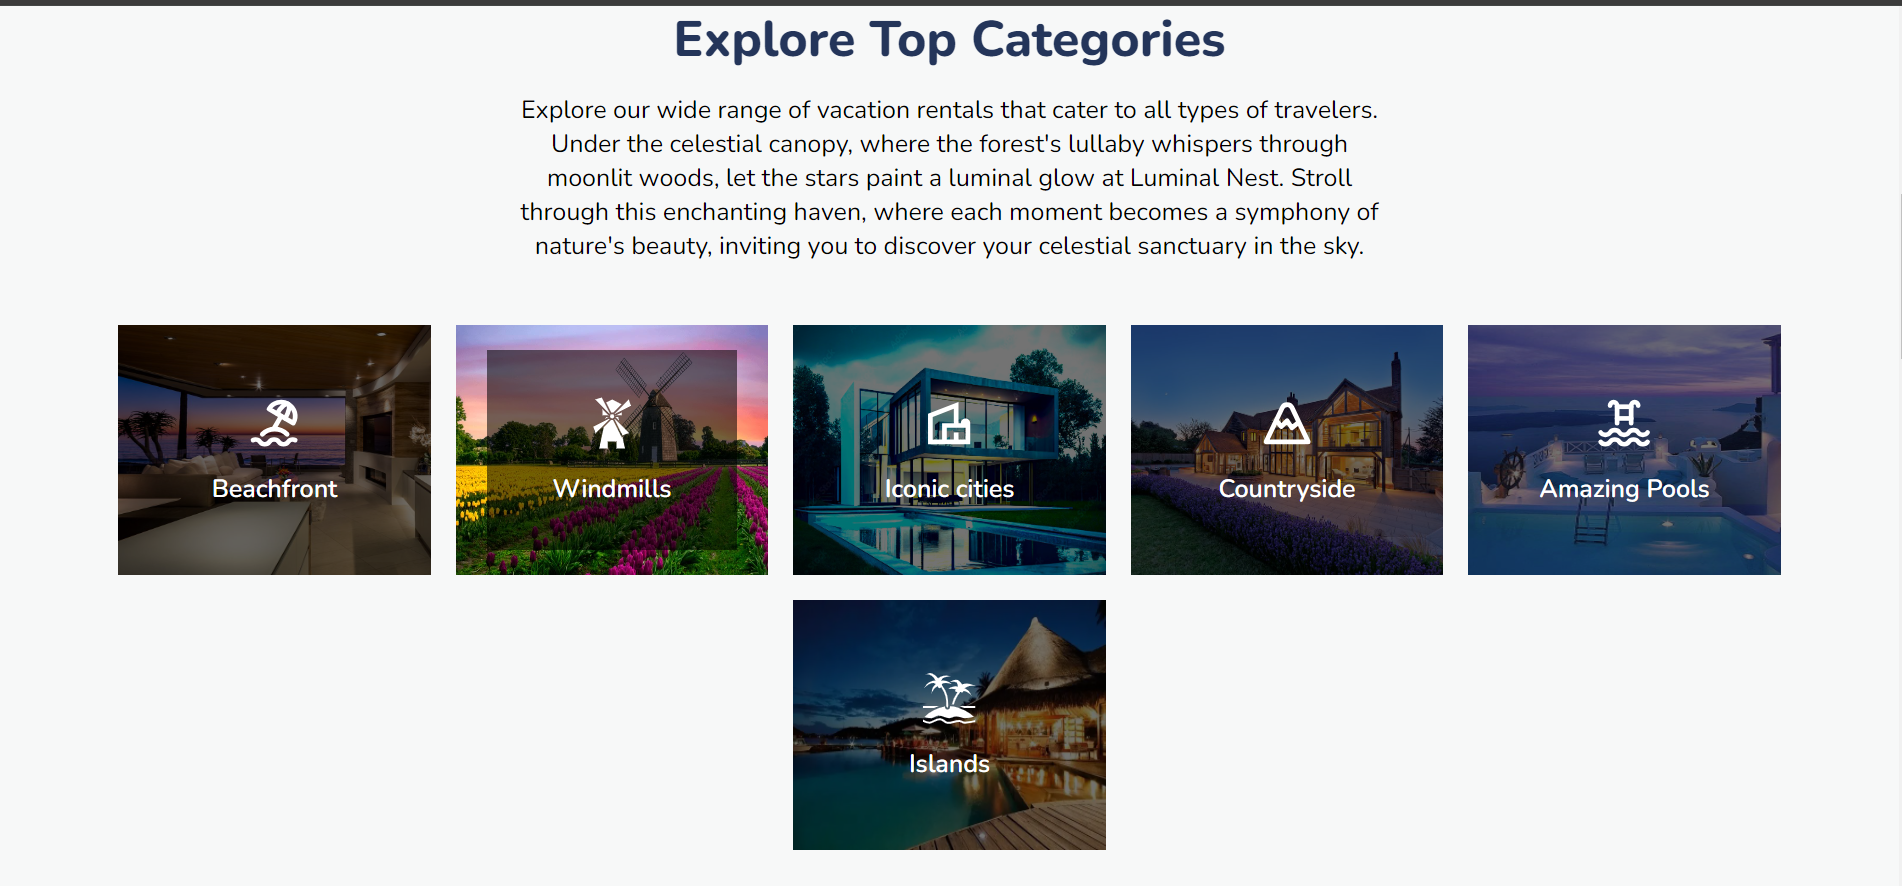 Explore Top Categories
Explore our wide range of vacation rentals that cater to all types of travelers.
Under the celestial canopy, where the forest's lullaby whispers through
moonlit woods, let the stars paint a luminal glow at Luminal Nest. Stroll
through this enchanting haven, where each moment becomes a symphony of
nature's beauty, inviting you to discover your celestial sanctuary in the sky.
Beachfront
Windmills
Iconic cities
Countryside
Amazing Pools
Islands